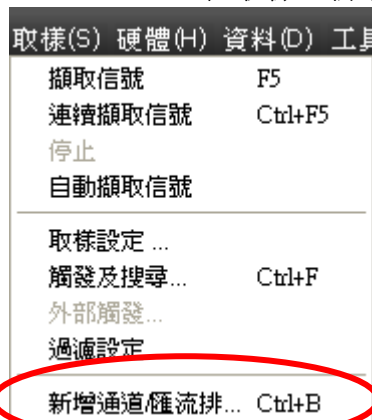 取樣(S) 硬體(H) 資料(D) 工具
擷取信號 F5
連續擷取信號 Ctrl+F5
停止
自動擷取信號
取樣設定 ...
觸發及搜尋... Ctrl+F
外部觸發...
過濾設定
新增通道/匯流排... Ctrl+B